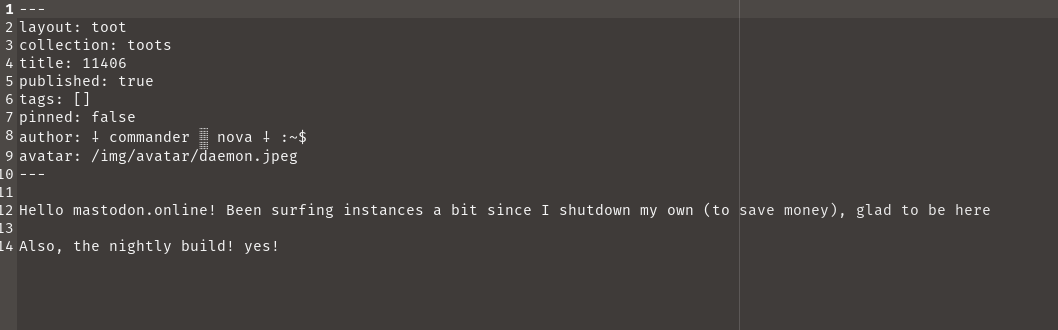 1 ---
2 layout: toot
3 collection: toots
4 title: 11406
5 published: true
6 tags: []
7 pinned: false
8 author: ⸸ commander ░ nova ⸸ :~$
9 avatar: /img/avatar/daemon.jpeg
10 ---
11
12 Hello mastodon.online! Been surfing instances a bit since I shutdown my own (to save money), glad to be here
13
14 Also, the nightly build! yes!